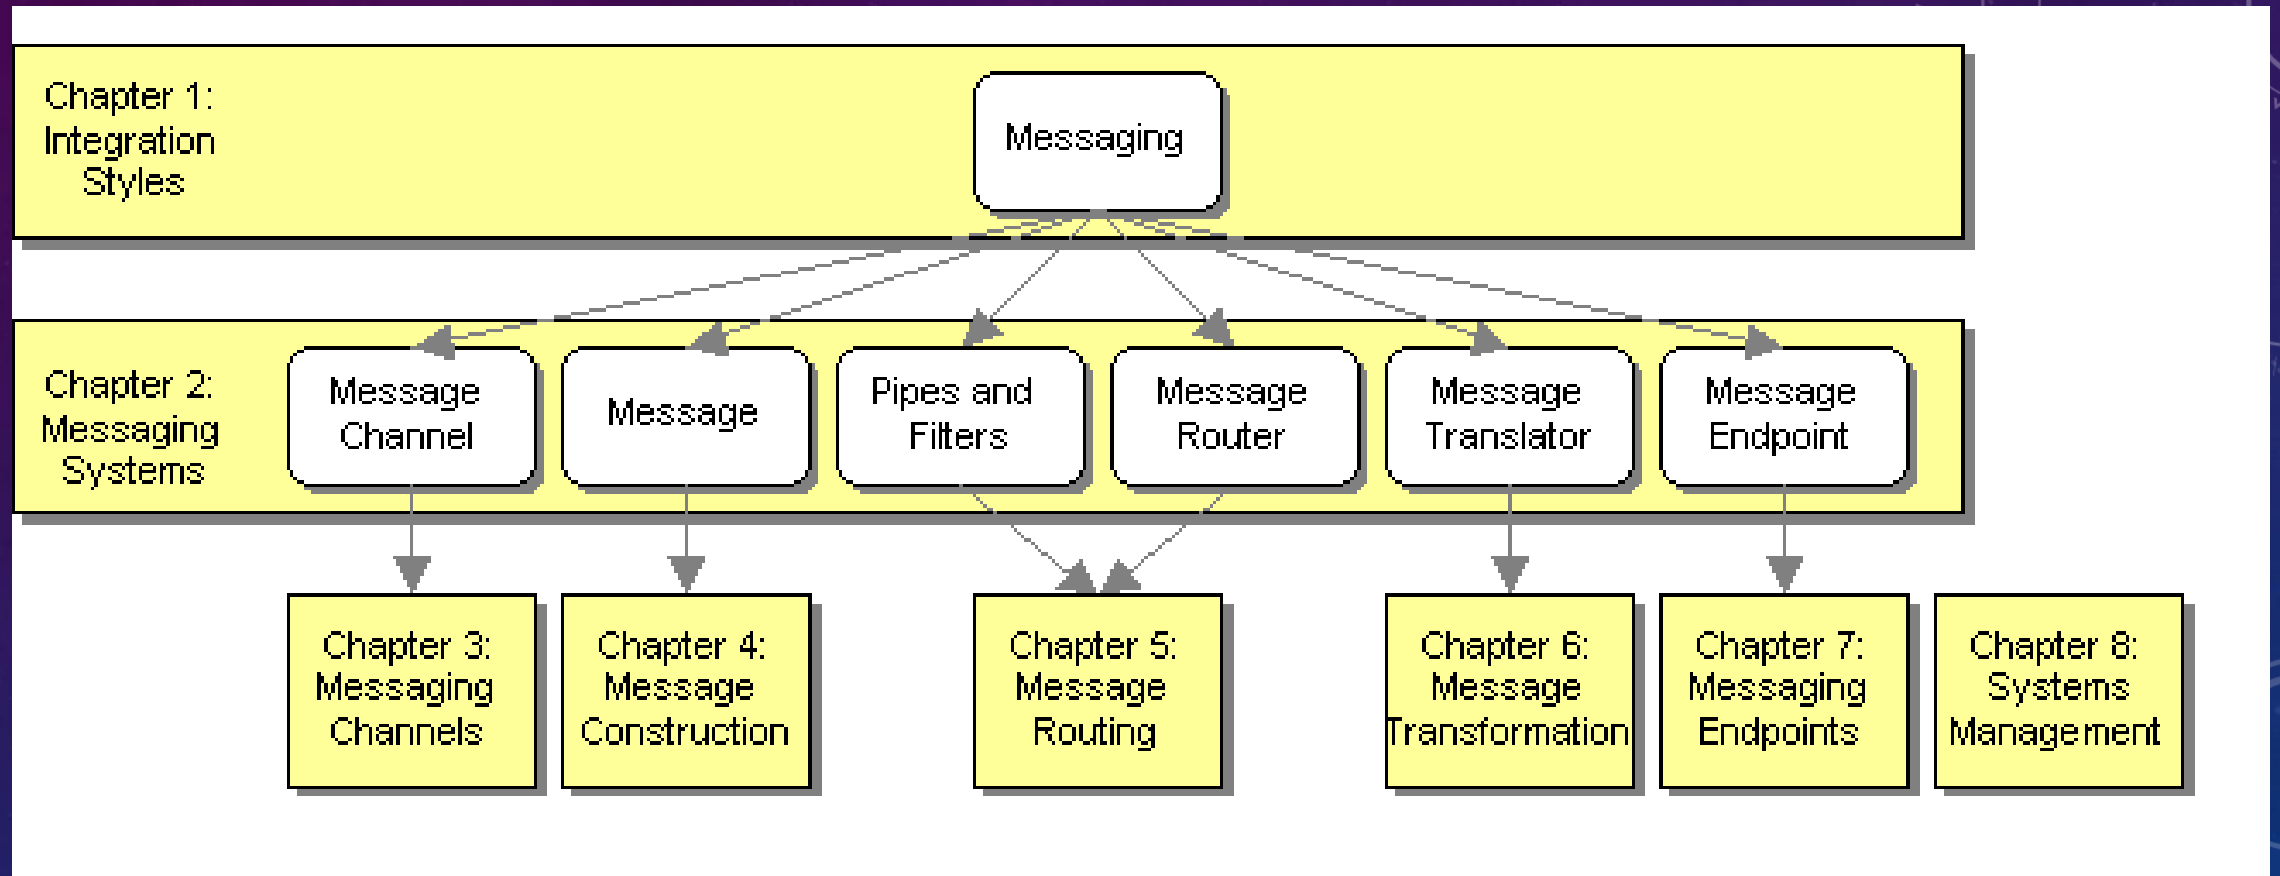 Chapter 1:
Integration
Styles
Messaging
Chapter 2:
Messaging
Systems
Message
Channel
Message
Pipes and
Filters
Message
Router
Message
Translator
Message
Endpoint
Chapter 3:
Messaging
Channels
Chapter 4:
Message
Construction
Chapter 5:
Message
Routing
Chapter 6:
Message
Transformation
Chapter 7:
Messaging
Endpoints
Chapter 8:
Systems
Management